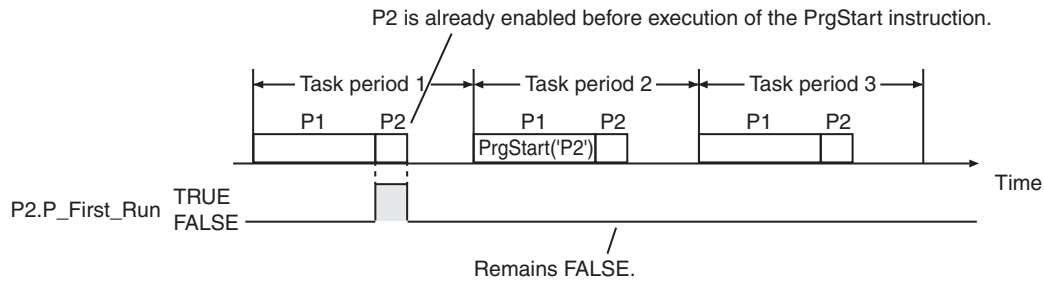 P2 is already enabled before execution of the PrgStart instruction.
Task period 1 Task period 2 Task period 3
P1 P2 P1 P2 P1 P2
PrgStart('P2')
Time
P2.P_First_Run TRUE
FALSE
Remains FALSE.